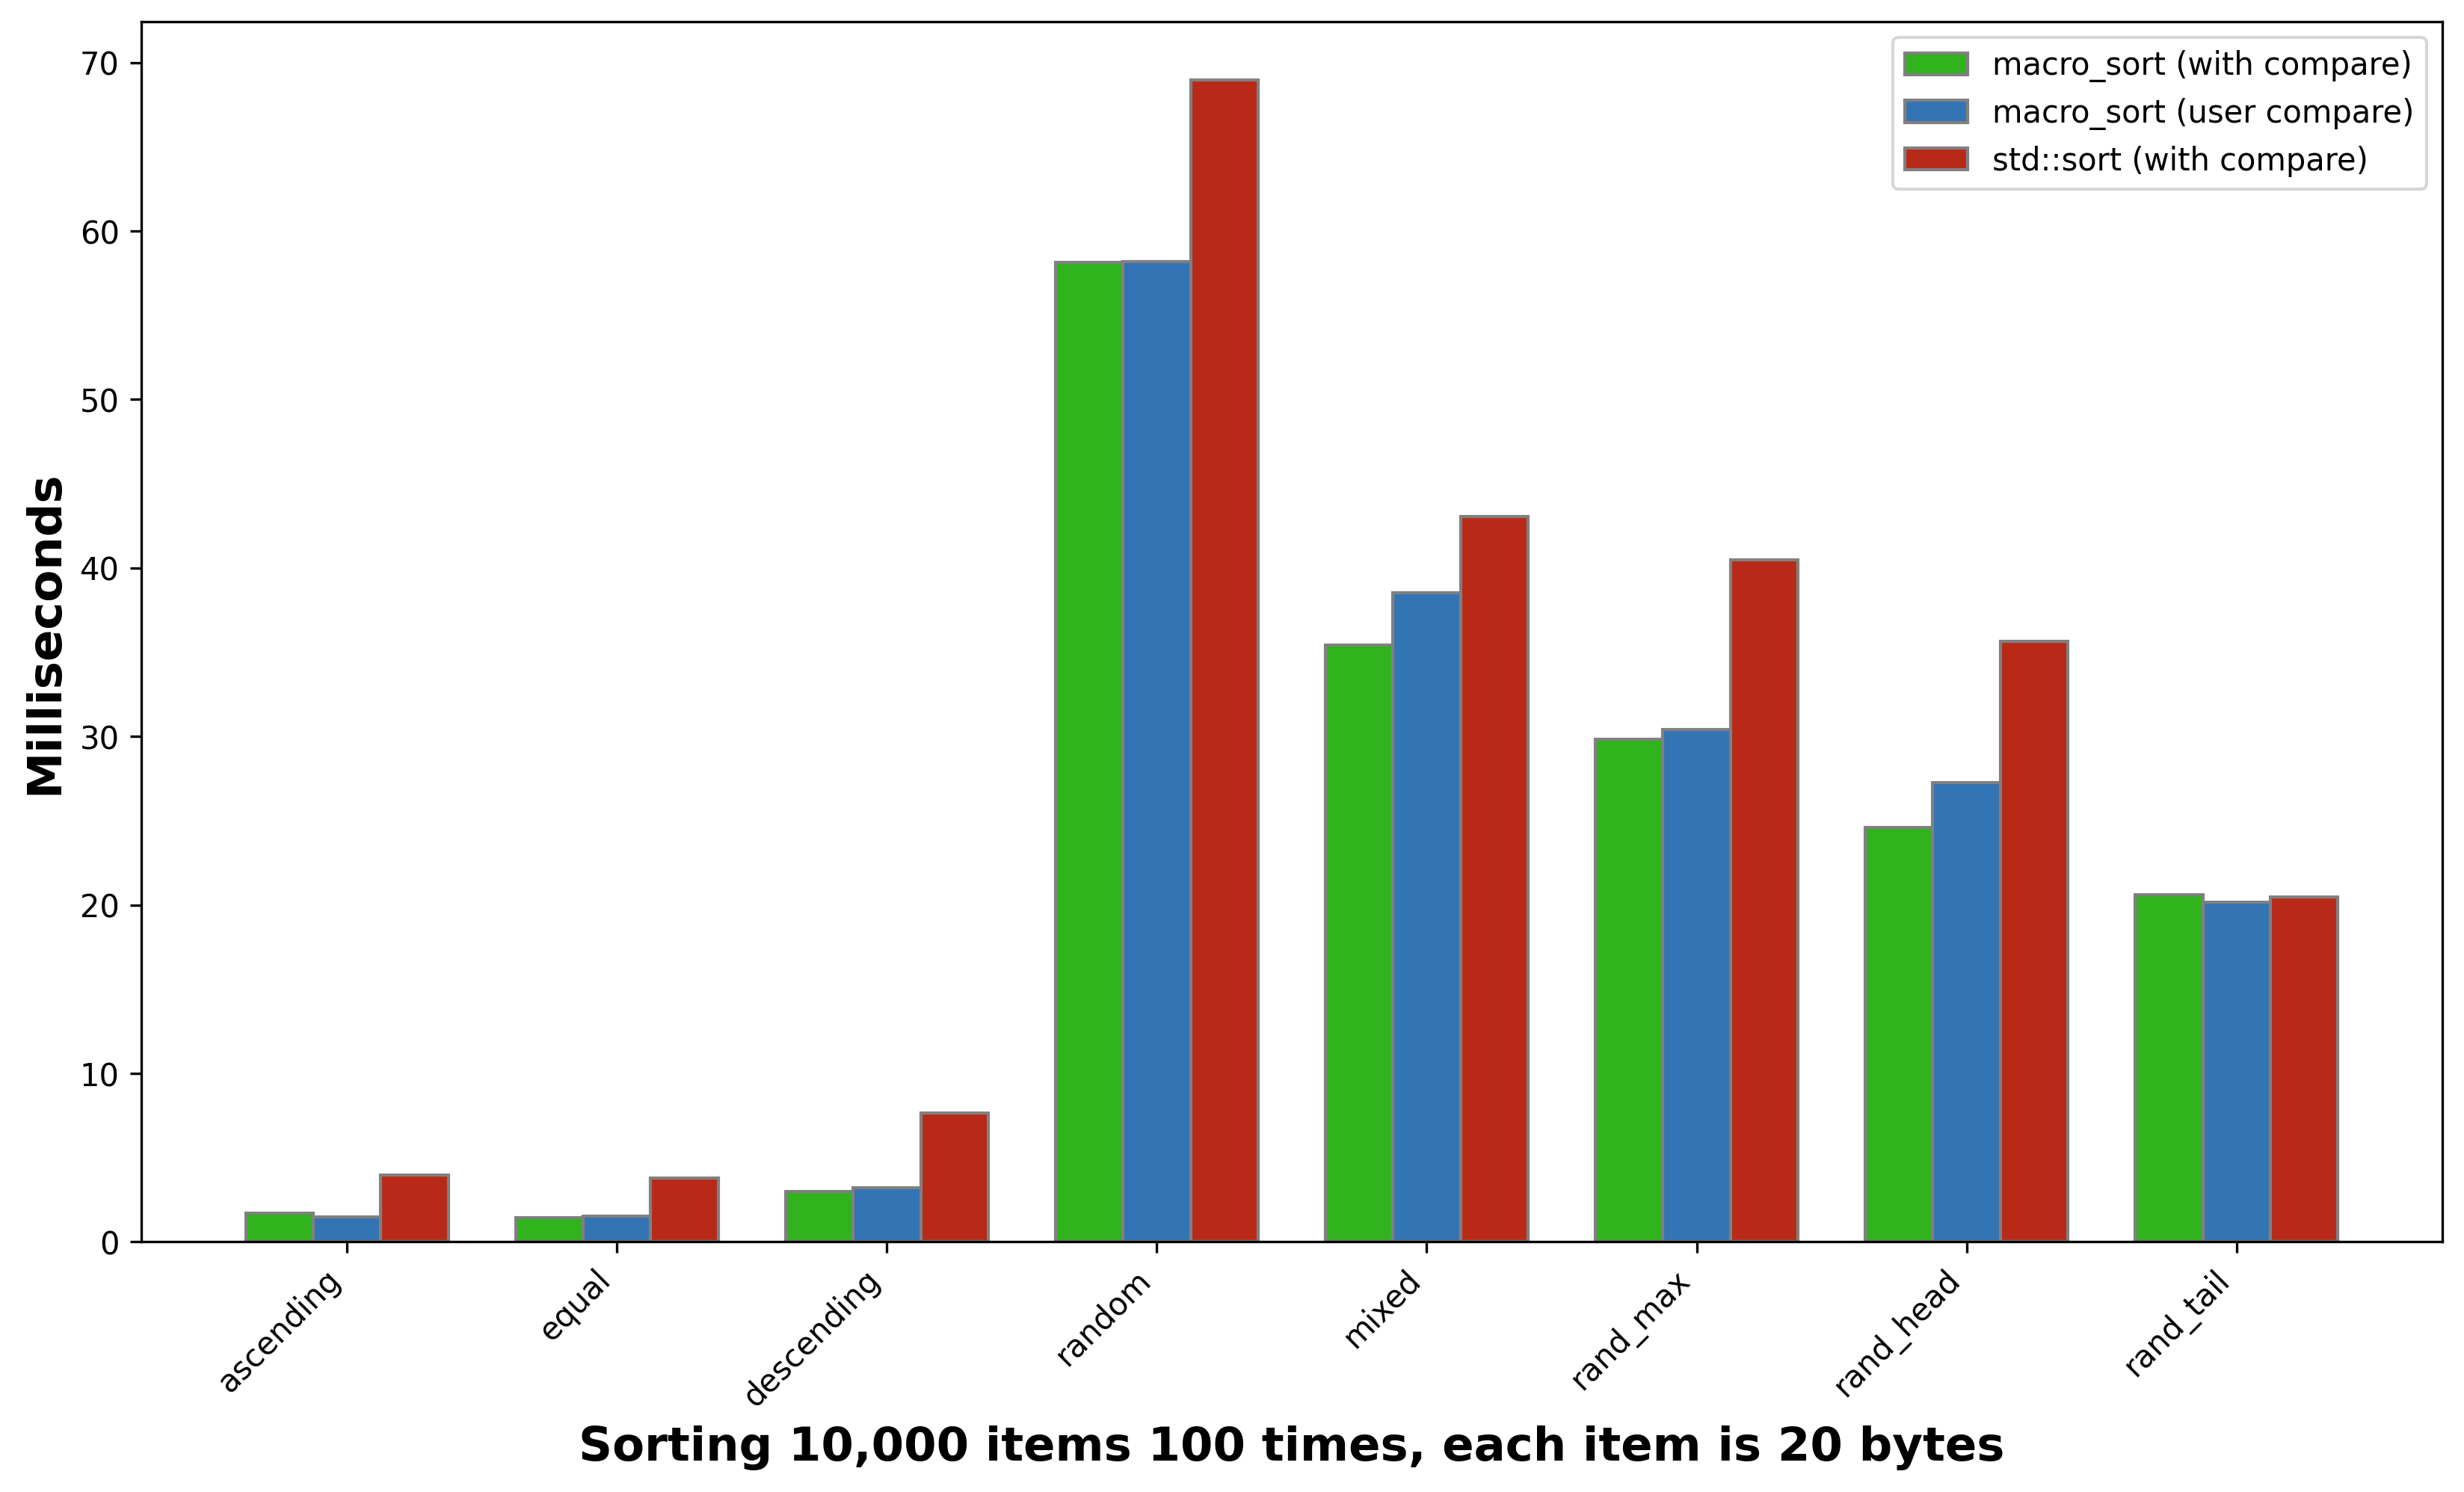 macro_sort (with compare)
macro_sort (user compare)
std::sort (with compare)
Milliseconds
70
60
50
40
30
20
10
0
ascending
equal
descending
random
mixed
rand_max
rand_head
rand_tail
Sorting 10,000 items 100 times, each item is 20 bytes